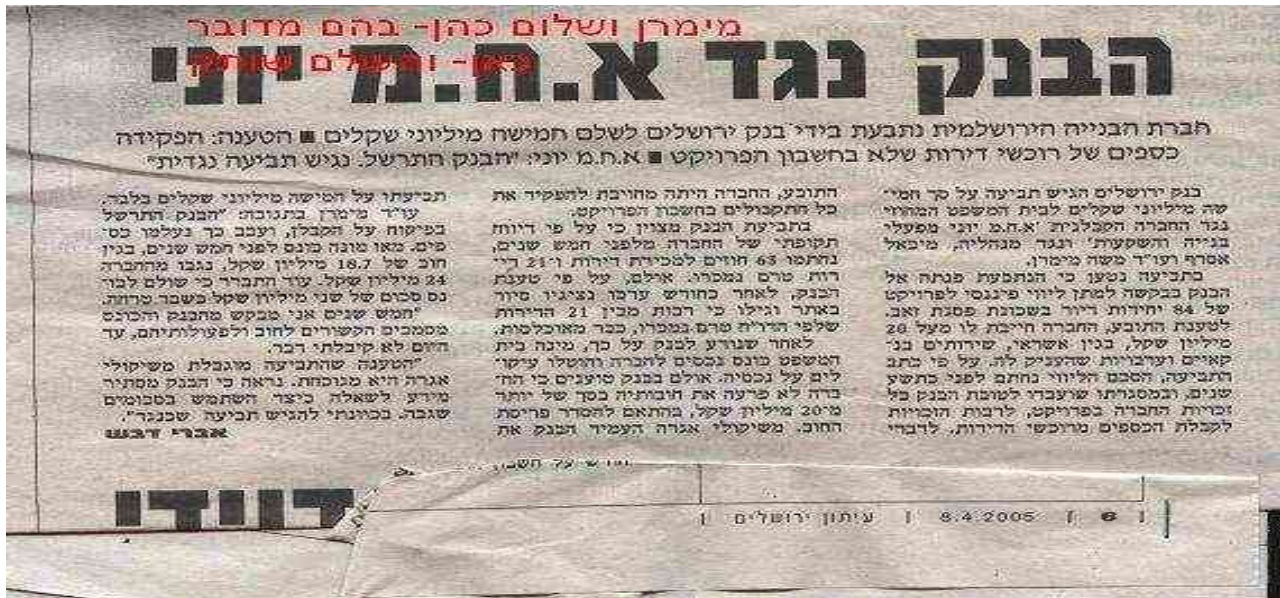 מימרן ושלום כהן- בהם מדובר
הבנק נגד א.ח.מ יוני
חברת הבנייה הירושלמית נתבעת בידי בנק ירושלים לשלם חמישה מיליוני שקלים ■ הטענה: הפקידה
כספים של רוכשי דירות שלא בחשבון הפרויקט ■ א.ח.מ יוני: "הבנק התרשל. נגיש תביעה נגדית"
בנק ירושלים הגיש תביעה על סך חמי־
שה מיליוני שקלים לבית המשפט המחוזי
נגד החברה הקבלנית 'א.ח.מ יוני מפעלי
בנייה והשקעות' ונגד מנהליה, מיכאל
אסרף ועו"ד משה מימרן.
בתביעה נטען כי הנתבעת פנתה אל
הבנק בבקשה למתן ליווי פיננסי לפרויקט
של 84 יחידות דיור בשכונת פסגת זאב.
לטענת התובע, החברה חייבת לו מעל 20
מיליון שקל, בגין אשראי, שירותים בנ־
קאיים וערבויות שהעניק לה. על פי כתב
התביעה, הסכם הליווי נחתם לפני כתשע
שנים, ובמסגרתו שועבדו לטובת הבנק כל
זכויות החברה בפרויקט, לרבות הזכויות
לקבלת הכספים מרוכשי הדירות. לדברי
התובע, החברה היתה מחויבת להפקיד את
כל התקבולים בחשבון הפרויקט.
בתביעת הבנק מצוין כי על פי דיווח
תקופתי של החברה מלפני חמש שנים,
נחתמו 63 חוזים למכירת דירות ו־21 די־
רות טרם נמכרו. אולם, על פי טענת
הבנק, לאחר כחודש ערכו נציגיו סיור
באתר וגילו כי רבות מבין 21 הדירות
שלפי הדו"ח טרם נמכרו, כבר מאוכלסות.
לאחר שנודע לבנק על כך, מינה בית
המשפט כונס נכסים לחברה והוטלו עיקו־
לים על נכסיה. אולם בבנק טוענים כי הח־
ברה לא פרעה את חובותיה בסך של יותר
מ־20 מיליון שקל, בהתאם להסדר פריסת
החוב. משיקולי אגרה העמיד הבנק את
תביעתו על חמישה מיליוני שקלים בלבד.
עו"ד מימרן בתגובה: "הבנק התרשל
בפיקוח על הקבלן, ועקב כך נעלמו כס־
פים. מאז מונה כונס לפני חמש שנים, בגין
חוב של 18.7 מיליון שקל, נגבו מהחברה
24 מיליון שקל. עוד התברר כי שולם לכו־
נס סכום של שני מיליון שקל כשכר טרחה.
"חמש שנים אני מבקש מהבנק והכונס
מסמכים הקשורים לחוב ולפעולותיהם, עד
היום לא קיבלתי דבר.
"הטענה שהתביעה מוגבלת משיקולי
אגרה היא מגוכחת. נראה כי הבנק מסתיר
מידע לשאלה כיצד השתמש בסכומים
שגבה. בכוונתי להגיש תביעה שכנגד".
אברי דבש
דוידי
| 6 | 8.4.2005 | עיתון ירושלים |